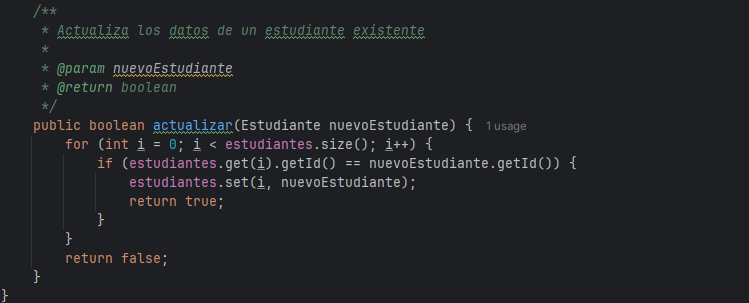 /**
 * Actualiza los datos de un estudiante existente
 *
 * @param nuevoEstudiante
 * @return boolean
 */
public boolean actualizar(Estudiante nuevoEstudiante) { 1 usage
    for (int i = 0; i < estudiantes.size(); i++) {
        if (estudiantes.get(i).getId() == nuevoEstudiante.getId()) {
            estudiantes.set(i, nuevoEstudiante);
            return true;
        }
    }
    return false;
}
}